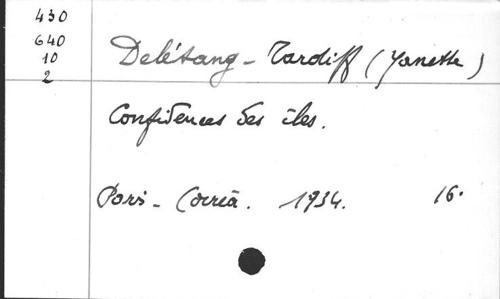 430
640
10
2
Delétang-Tardiff (Yanette)
Confidences des îles.
Paris - Corrêa. 1934. 16°